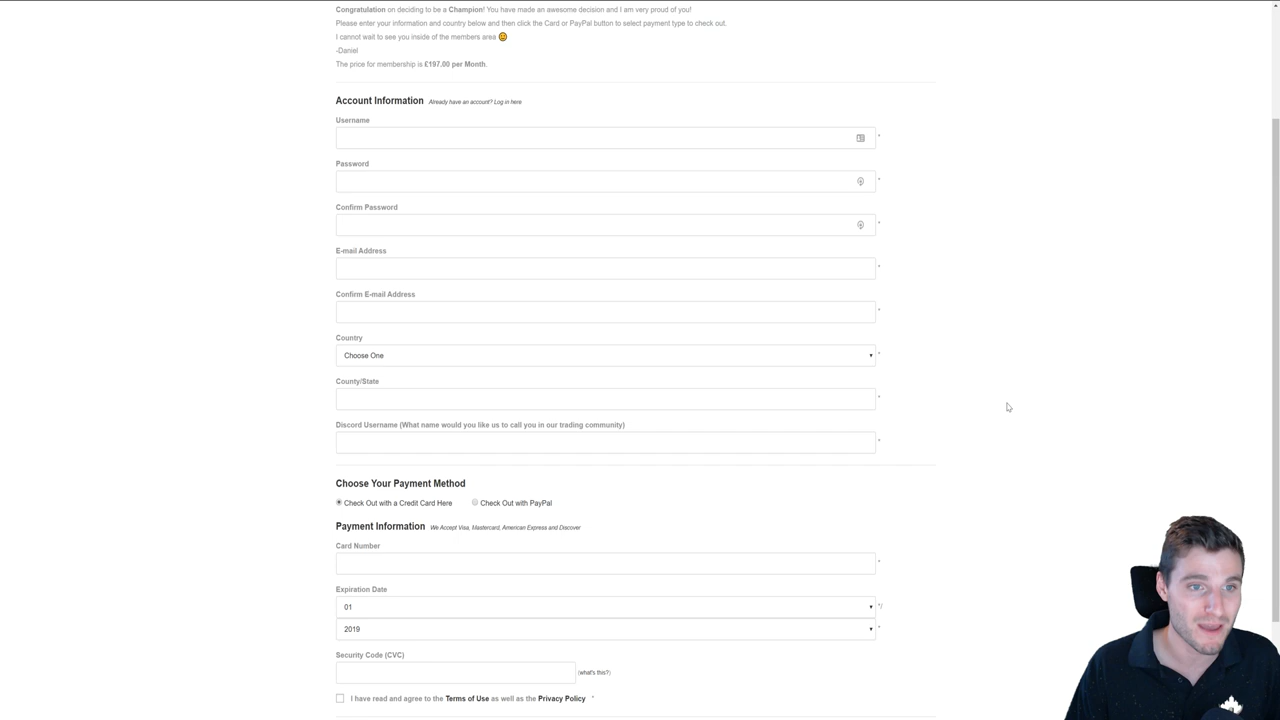 Congratulation on deciding to be a Champion! You have made an awesome decision and I am very proud of you!
Please enter your information and country below and then click the Card or PayPal button to select payment type to check out.
I cannot wait to see you inside of the members area
-Daniel
The price for membership is £197.00 per Month.
Account Information Already have an account? Log in here
Username
*
Password
*
Confirm Password
*
E-mail Address
*
Confirm E-mail Address
*
Country
Choose One
*
County/State
*
Discord Username (What name would you like us to call you in our trading community)
*
Choose Your Payment Method
Check Out with a Credit Card Here Check Out with PayPal
Payment Information We Accept Visa, Mastercard, American Express and Discover
Card Number
*
Expiration Date
01 */
2019 *
Security Code (CVC)
(what's this?)
I have read and agree to the Terms of Use as well as the Privacy Policy *